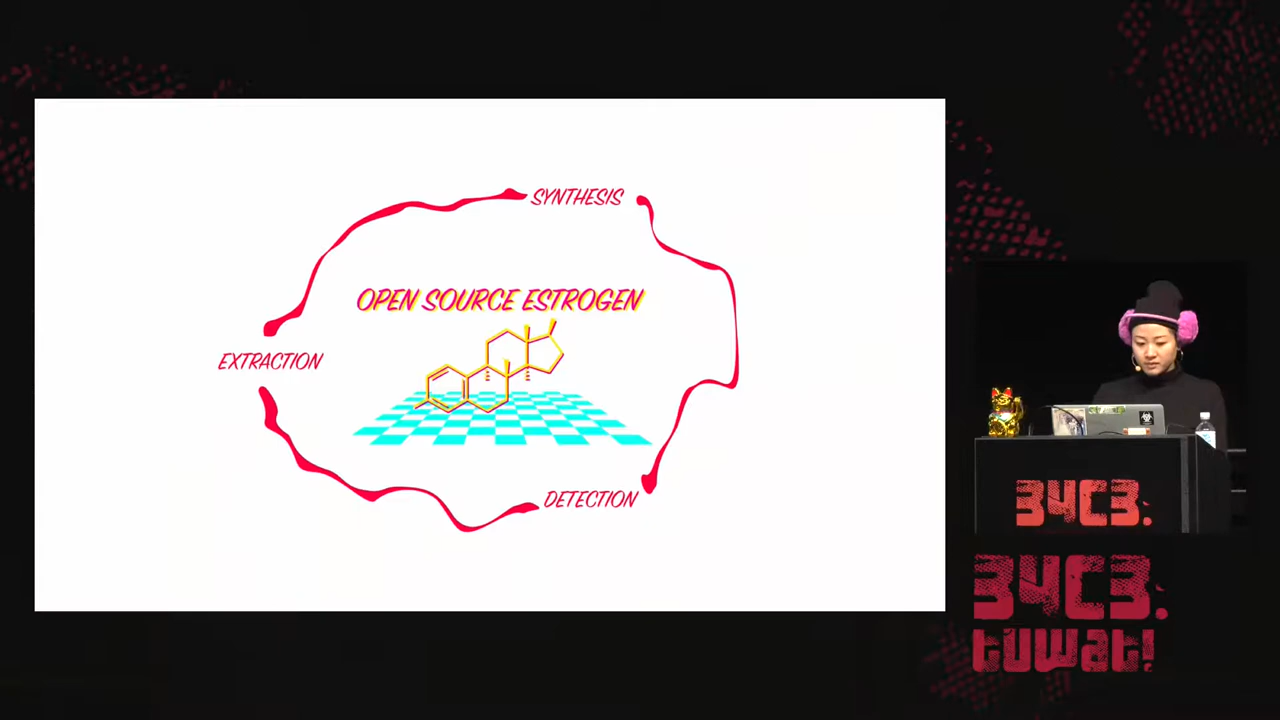 SYNTHESIS
OPEN SOURCE ESTROGEN
EXTRACTION
DETECTION
34C3.
34C3.
tuwat!